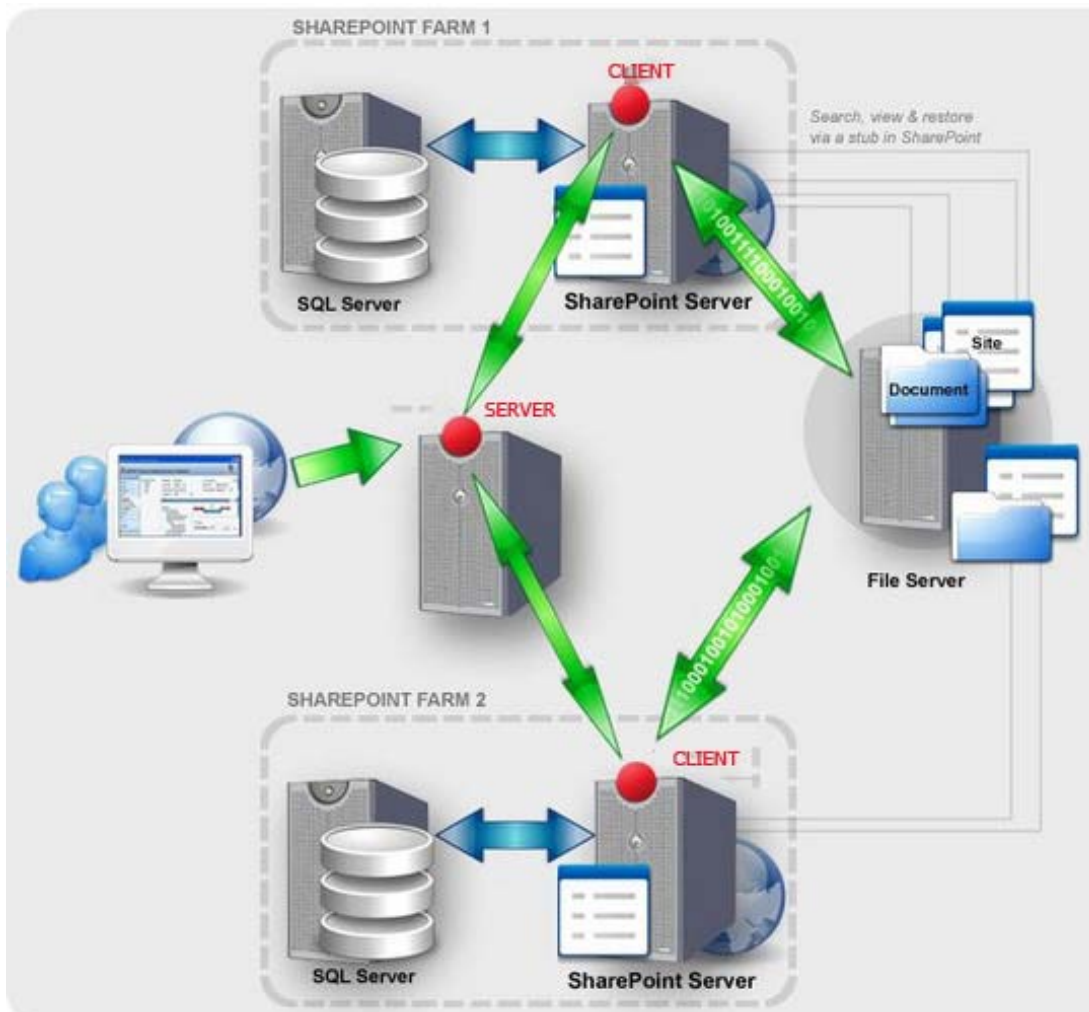 SHAREPOINT FARM 1
CLIENT
Search, view & restore
via a stub in SharePoint
SQL Server
SharePoint Server
Site
Document
SERVER
File Server
SHAREPOINT FARM 2
CLIENT
SQL Server
SharePoint Server